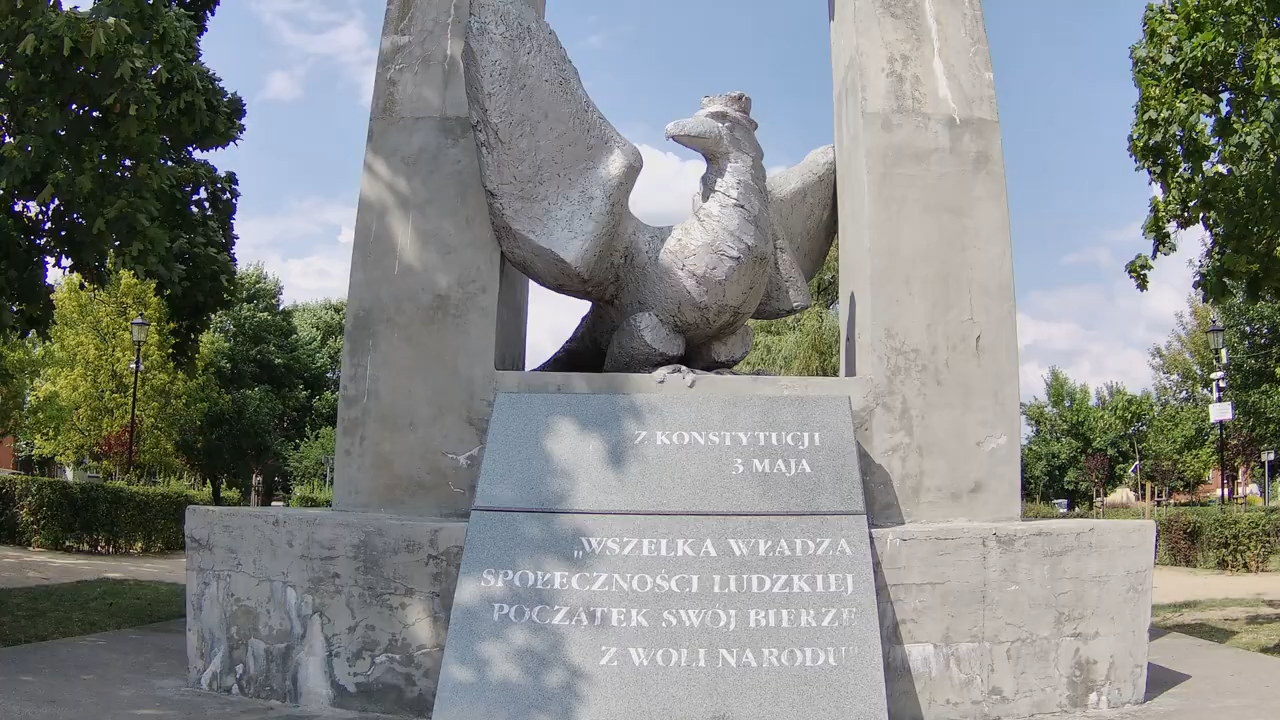 Z KONSTYTUCJI
3 MAJA
„WSZELKA WŁADZA
SPOŁECZNOŚCI LUDZKIEJ
POCZĄTEK SWÓJ BIERZE
Z WOLI NARODU"